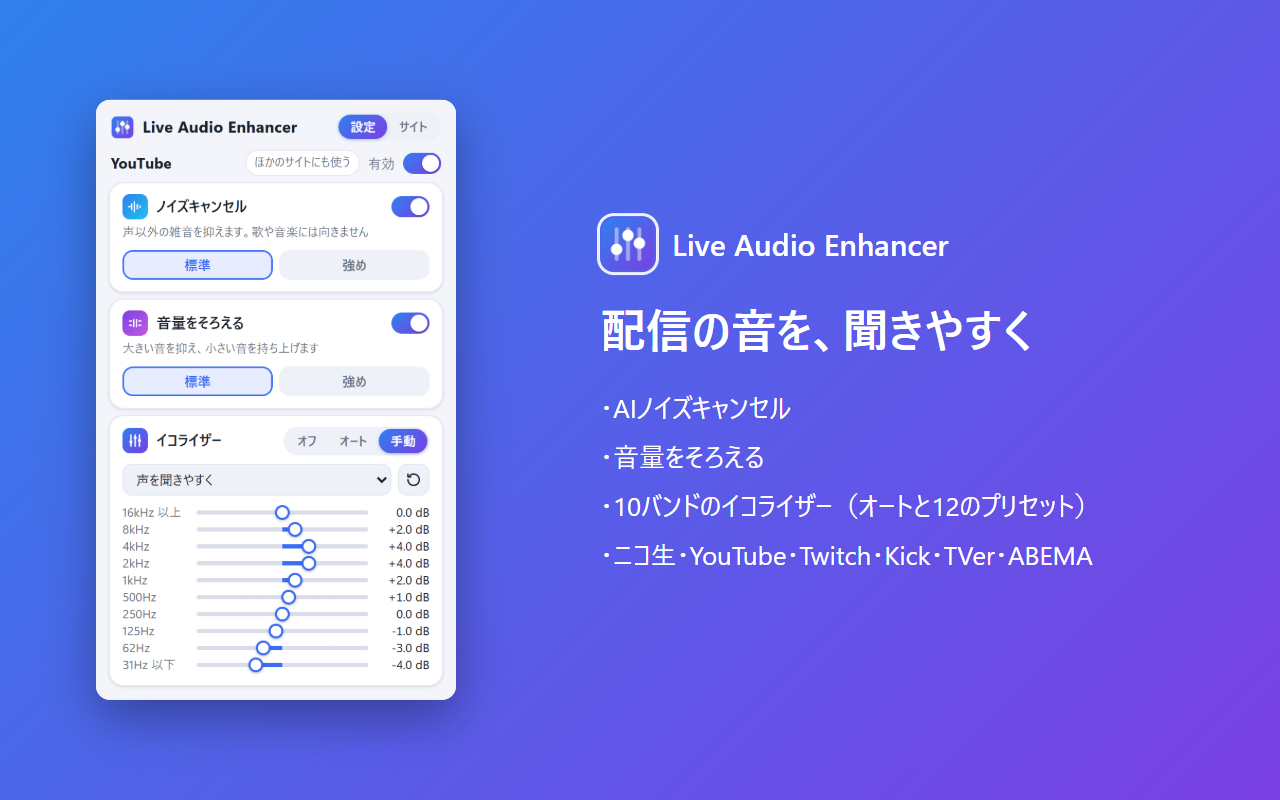 Live Audio Enhancer 設定 サイト
YouTube ほかのサイトにも使う 有効
ノイズキャンセル
声以外の雑音を抑えます。歌や音楽には向きません
標準 強め
音量をそろえる
大きい音を抑え、小さい音を持ち上げます
標準 強め
イコライザー オフ オート 手動
声を聞きやすく
16kHz 以上 0.0 dB
8kHz +2.0 dB
4kHz +4.0 dB
2kHz +4.0 dB
1kHz +2.0 dB
500Hz +1.0 dB
250Hz 0.0 dB
125Hz -1.0 dB
62Hz -3.0 dB
31Hz 以下 -4.0 dB
Live Audio Enhancer
配信の音を、聞きやすく
・AIノイズキャンセル
・音量をそろえる
・10バンドのイコライザー（オートと12のプリセット）
・ニコ生・YouTube・Twitch・Kick・TVer・ABEMA